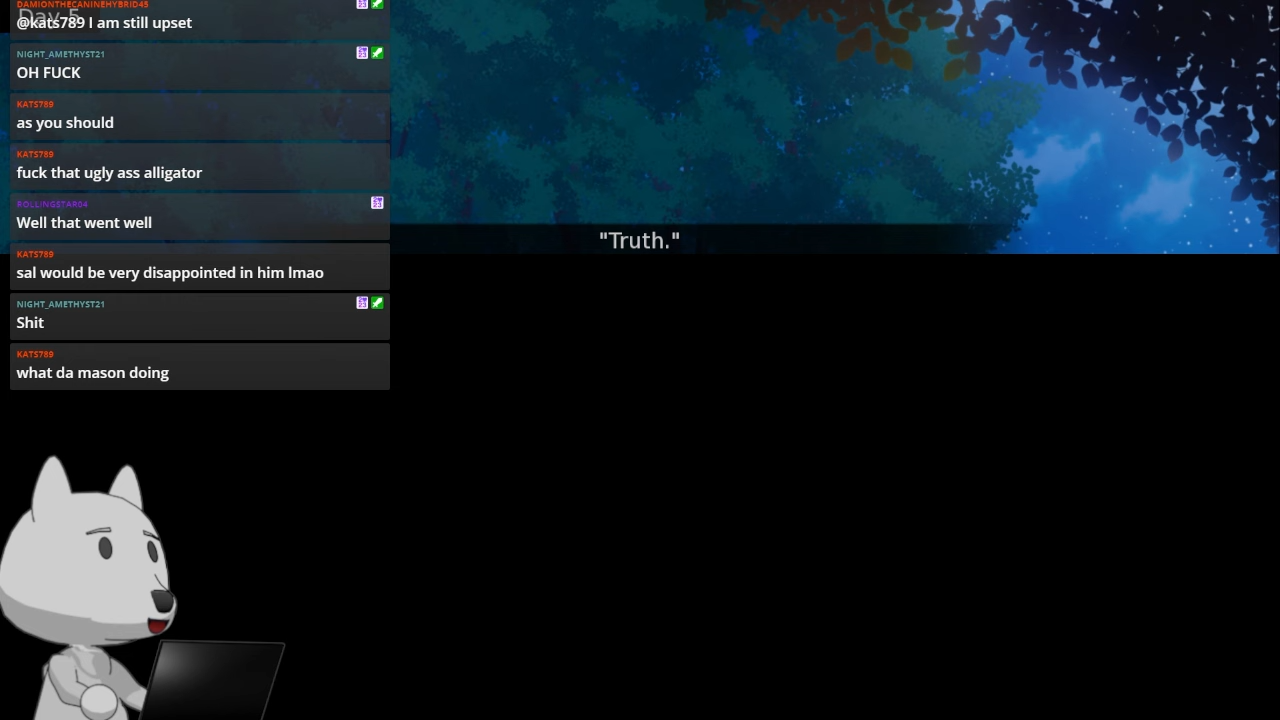 DAMIONTHECANINEHYBRID45
Day 5
@kats789 I am still upset
NIGHT_AMETHYST21
OH FUCK
KATS789
as you should
KATS789
fuck that ugly ass alligator
ROLLINGSTAR04
Well that went well
"Truth."
KATS789
sal would be very disappointed in him lmao
NIGHT_AMETHYST21
Shit
KATS789
what da mason doing